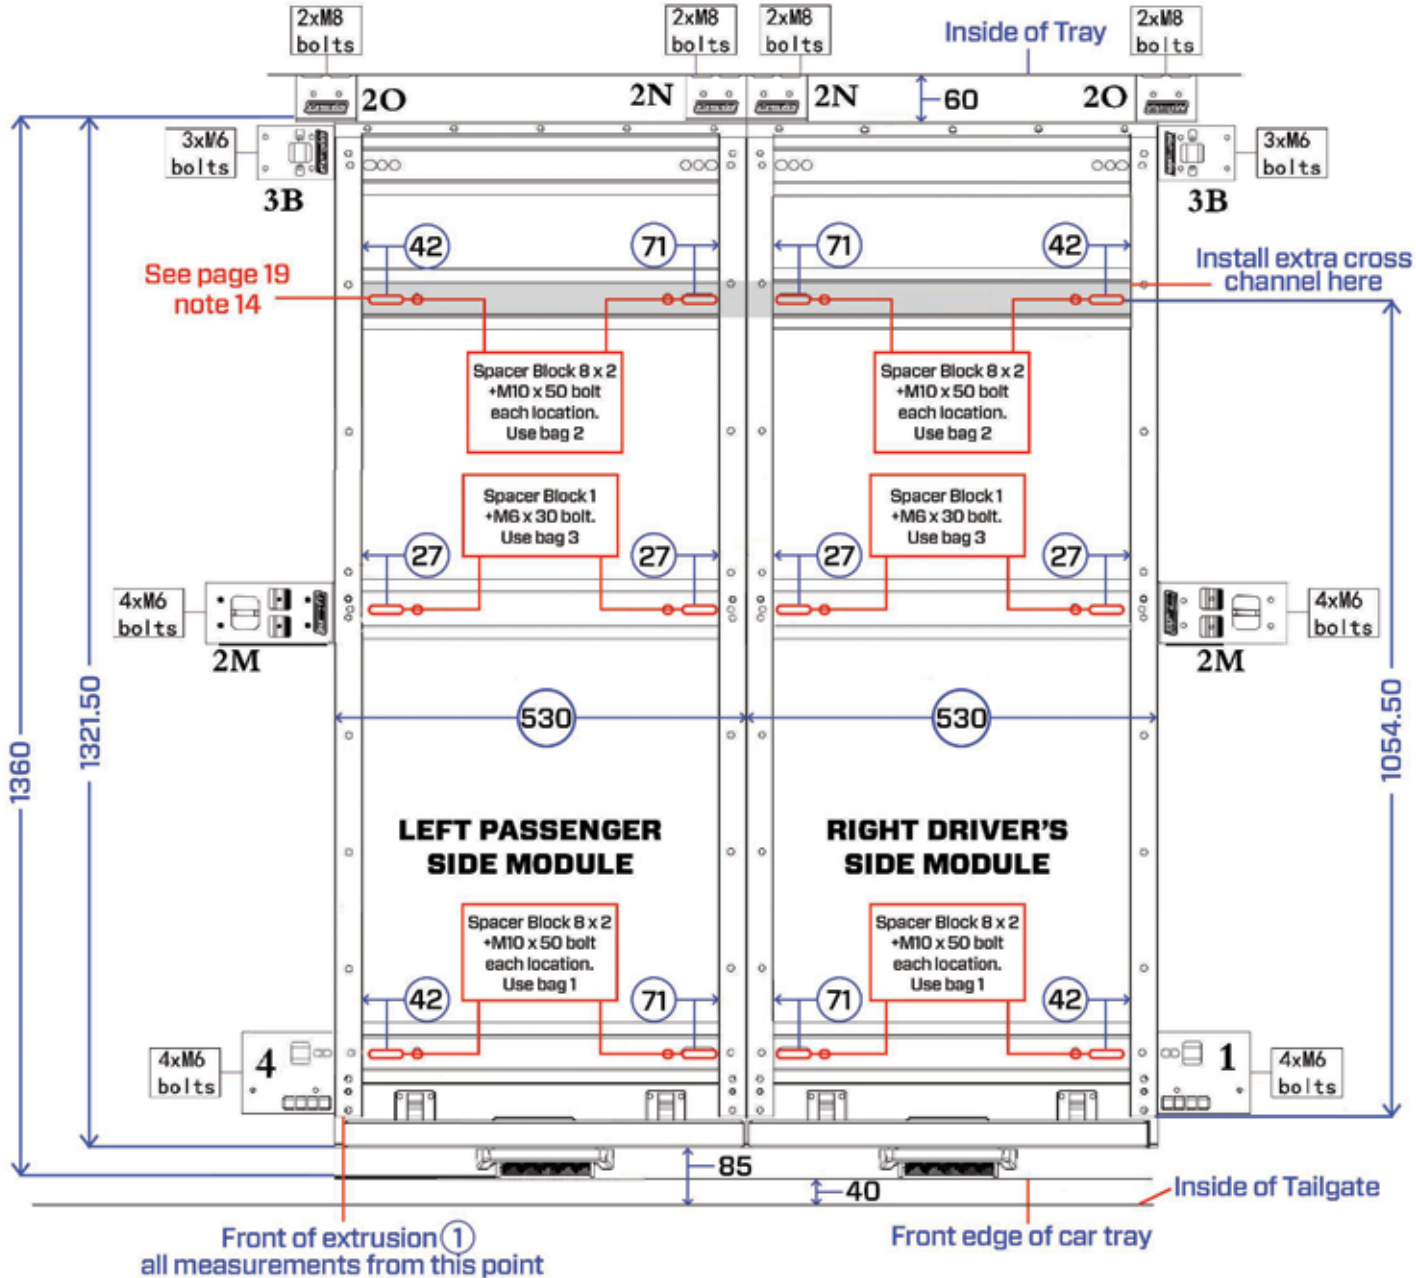 2xM8
bolts
2xM8
bolts
2xM8
bolts
Inside of Tray
2xM8
bolts
2O
2N
2N
60
2O
3xM6
bolts
3B
3xM6
bolts
3B
42
71
71
42
See page 19
note 14
Install extra cross
channel here
Spacer Block 8 x 2
+M10 x 50 bolt
each location.
Use bag 2
Spacer Block 8 x 2
+M10 x 50 bolt
each location.
Use bag 2
Spacer Block 1
+M6 x 30 bolt.
Use bag 3
Spacer Block 1
+M6 x 30 bolt.
Use bag 3
27
27
27
27
4xM6
bolts
2M
4xM6
bolts
2M
1360
1321.50
530
530
1054.50
LEFT PASSENGER
SIDE MODULE
RIGHT DRIVER'S
SIDE MODULE
Spacer Block 8 x 2
+M10 x 50 bolt
each location.
Use bag 1
Spacer Block 8 x 2
+M10 x 50 bolt
each location.
Use bag 1
42
71
71
42
4xM6
bolts
4
1
4xM6
bolts
85
40
Inside of Tailgate
Front edge of car tray
Front of extrusion 1
all measurements from this point